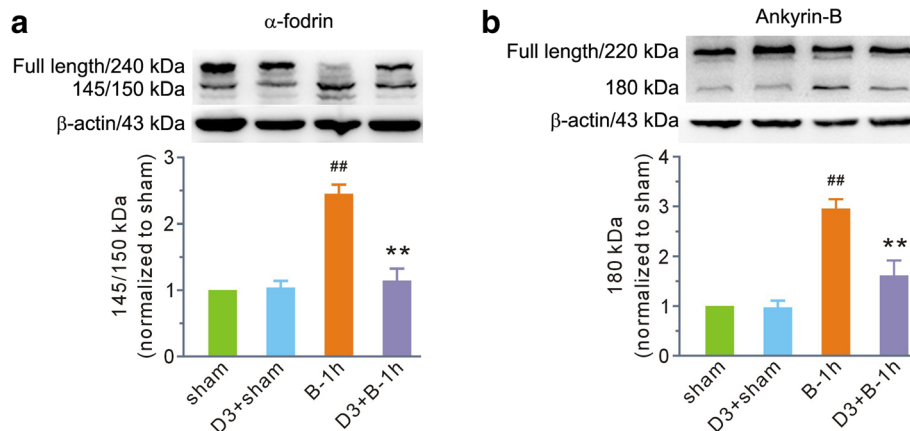 a
α-fodrin
Full length/240 kDa
145/150 kDa
β-actin/43 kDa
3
2
1
0
145/150 kDa
(normalized to sham)
##
**
sham
D3+sham
B-1h
D3+B-1h
b
Ankyrin-B
Full length/220 kDa
180 kDa
β-actin/43 kDa
4
3
2
1
0
180 kDa
(normalized to sham)
##
**
sham
D3+sham
B-1h
D3+B-1h